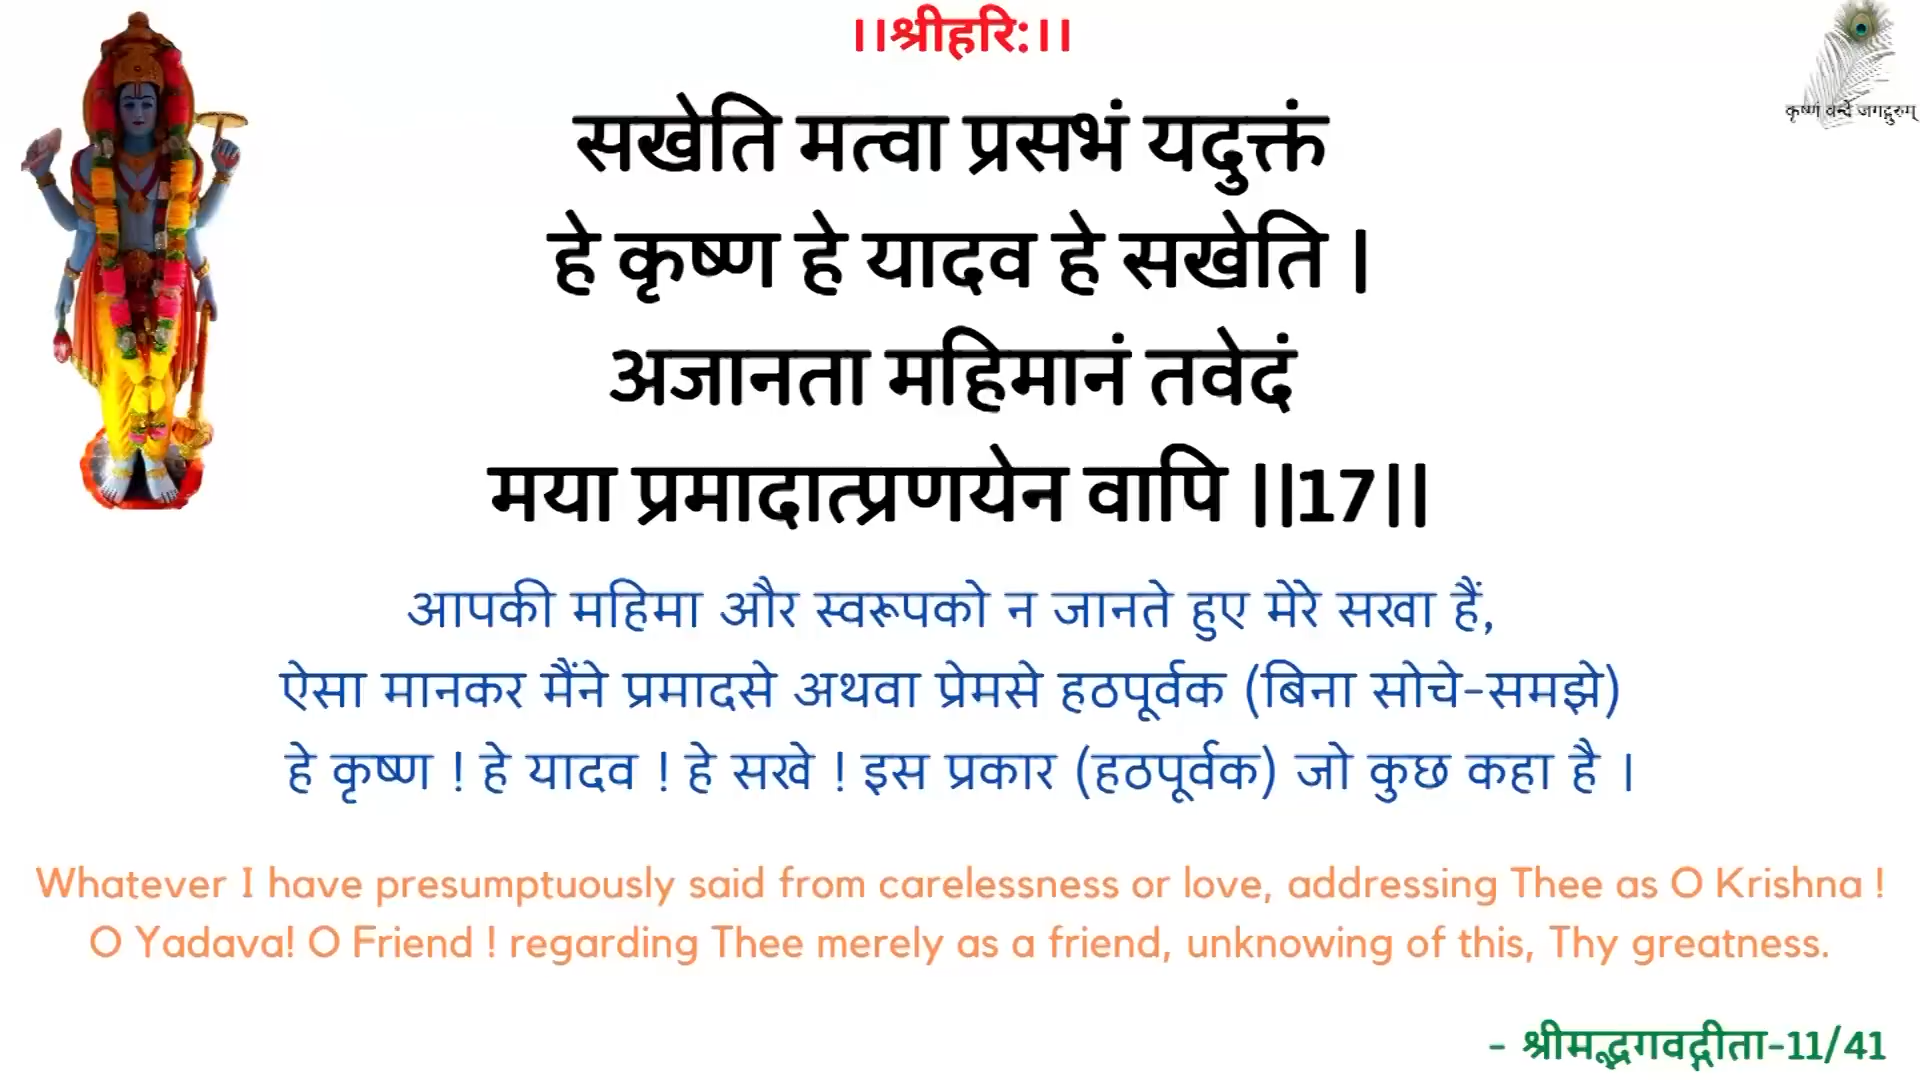 ।।श्रीहरि:।।
कृष्णं वन्दे जगद्गुरुम्
सखेति मत्वा प्रसभं यदुक्तं
हे कृष्ण हे यादव हे सखेति |
अजानता महिमानं तवेदं
मया प्रमादात्प्रणयेन वापि ||17||
आपकी महिमा और स्वरूपको न जानते हुए मेरे सखा हैं,
ऐसा मानकर मैंने प्रमादसे अथवा प्रेमसे हठपूर्वक (बिना सोचे-समझे)
हे कृष्ण ! हे यादव ! हे सखे ! इस प्रकार (हठपूर्वक) जो कुछ कहा है ।
Whatever I have presumptuously said from carelessness or love, addressing Thee as O Krishna !
O Yadava! O Friend ! regarding Thee merely as a friend, unknowing of this, Thy greatness.
- श्रीमद्भगवद्गीता-11/41